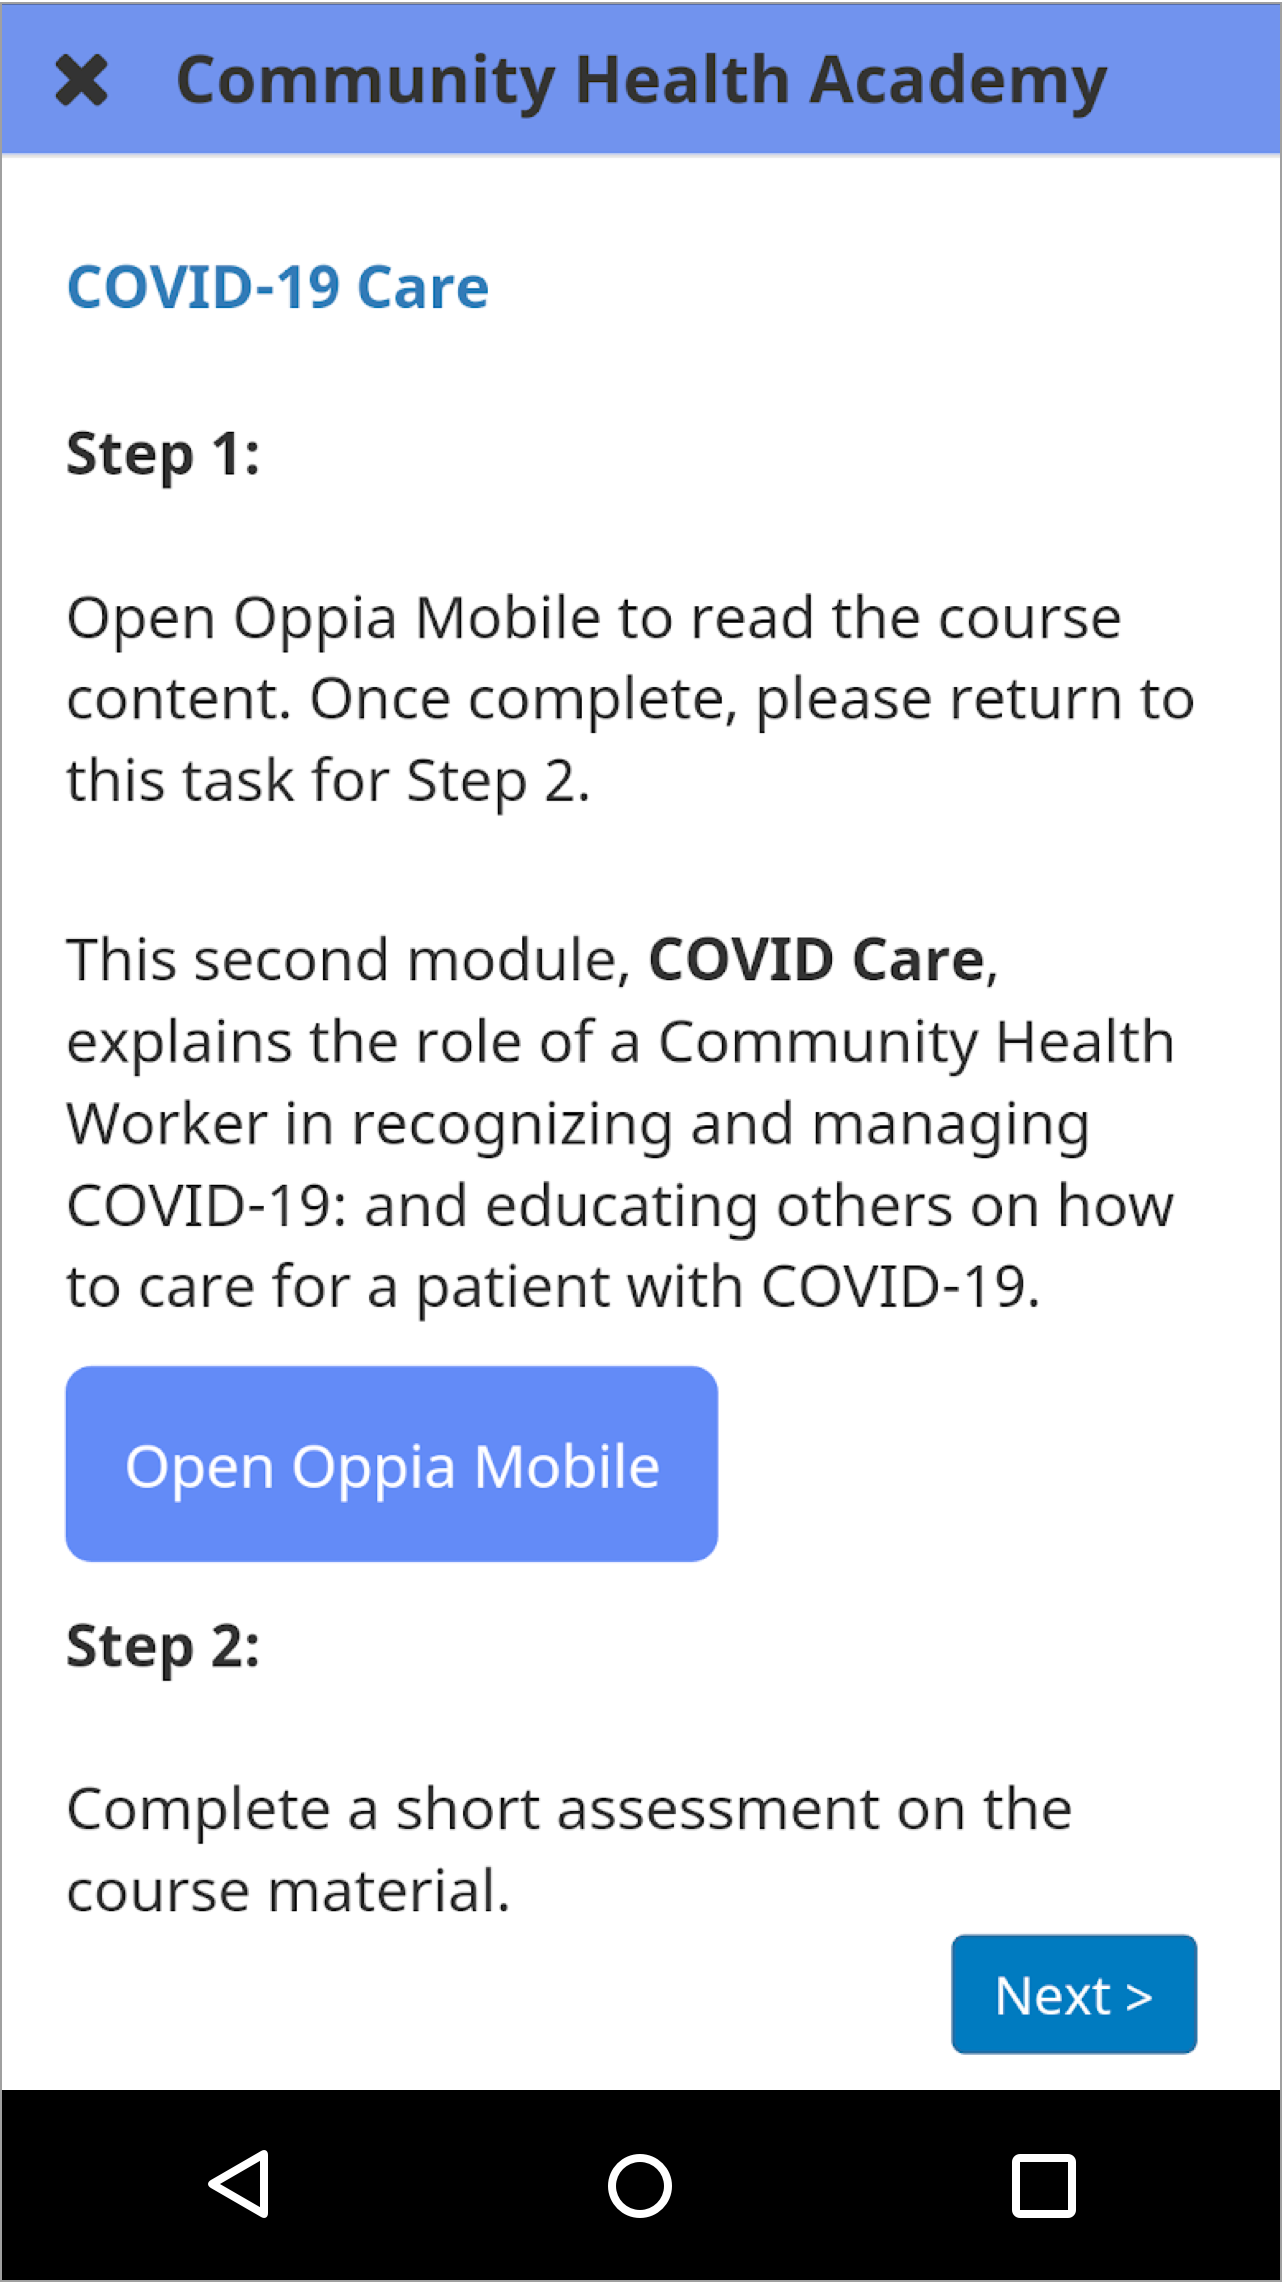 Community Health Academy
COVID-19 Care
Step 1:
Open Oppia Mobile to read the course
content. Once complete, please return to
this task for Step 2.
This second module, COVID Care,
explains the role of a Community Health
Worker in recognizing and managing
COVID-19: and educating others on how
to care for a patient with COVID-19.
Open Oppia Mobile
Step 2:
Complete a short assessment on the
course material.
Next >